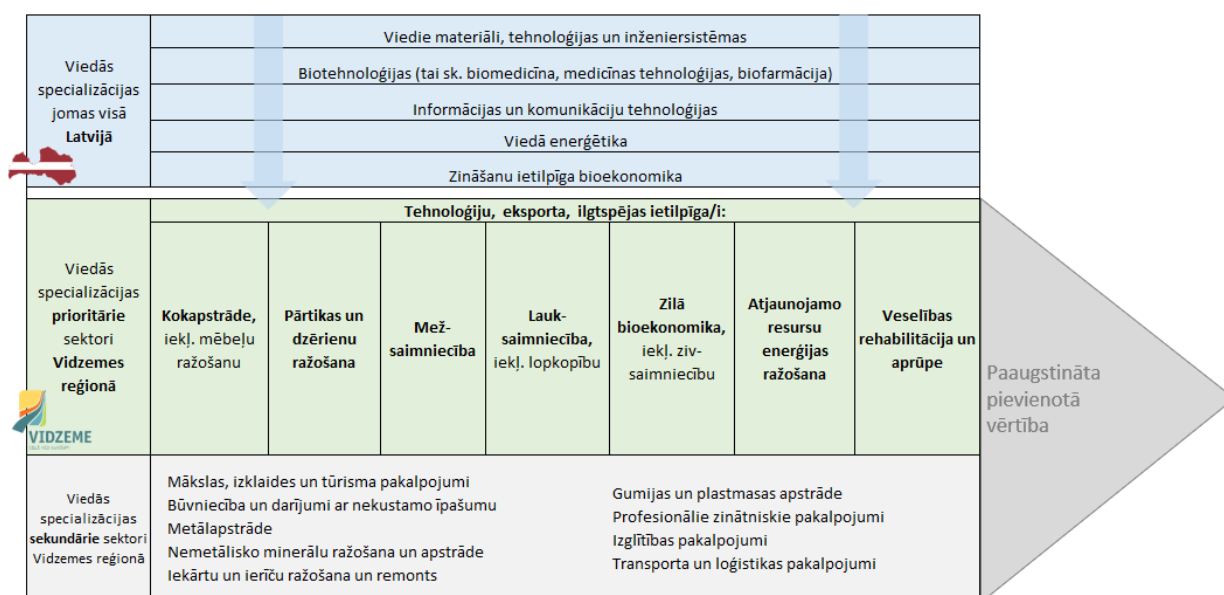 Viedās
specializācijas
jomas visā
Latvijā
Viedie materiāli, tehnoloģijas un inženiersistēmas
Biotehnoloģijas (tai sk. biomedicīna, medicīnas tehnoloģijas, biofarmācija)
Informācijas un komunikāciju tehnoloģijas
Viedā enerģētika
Zināšanu ietilpīga bioekonomika
Viedās
specializācijas
prioritārie
sektori
Vidzemes
reģionā
VIDZEME
Tehnoloģiju, eksporta, ilgtspējas ietilpīga/i:
Kokapstrāde,
iekļ. mēbeļu
ražošanu
Pārtikas un
dzērienu
ražošana
Mež-
saimniecība
Lauk-
saimniecība,
iekļ. lopkopību
Zilā
bioekonomika,
iekļ. ziv-
saimniecību
Atjaunojamo
resursu
enerģijas
ražošana
Veselības
rehabilitācija un
aprūpe
Paaugstināta
pievienotā
vērtība
Viedās
specializācijas
sekundārie sektori
Vidzemes reģionā
Mākslas, izklaides un tūrisma pakalpojumi
Būvniecība un darījumi ar nekustamo īpašumu
Metālapstrāde
Nemetālisko minerālu ražošana un apstrāde
Iekārtu un ierīču ražošana un remonts
Gumijas un plastmasas apstrāde
Profesionālie zinātniskie pakalpojumi
Izglītības pakalpojumi
Transporta un loģistikas pakalpojumi